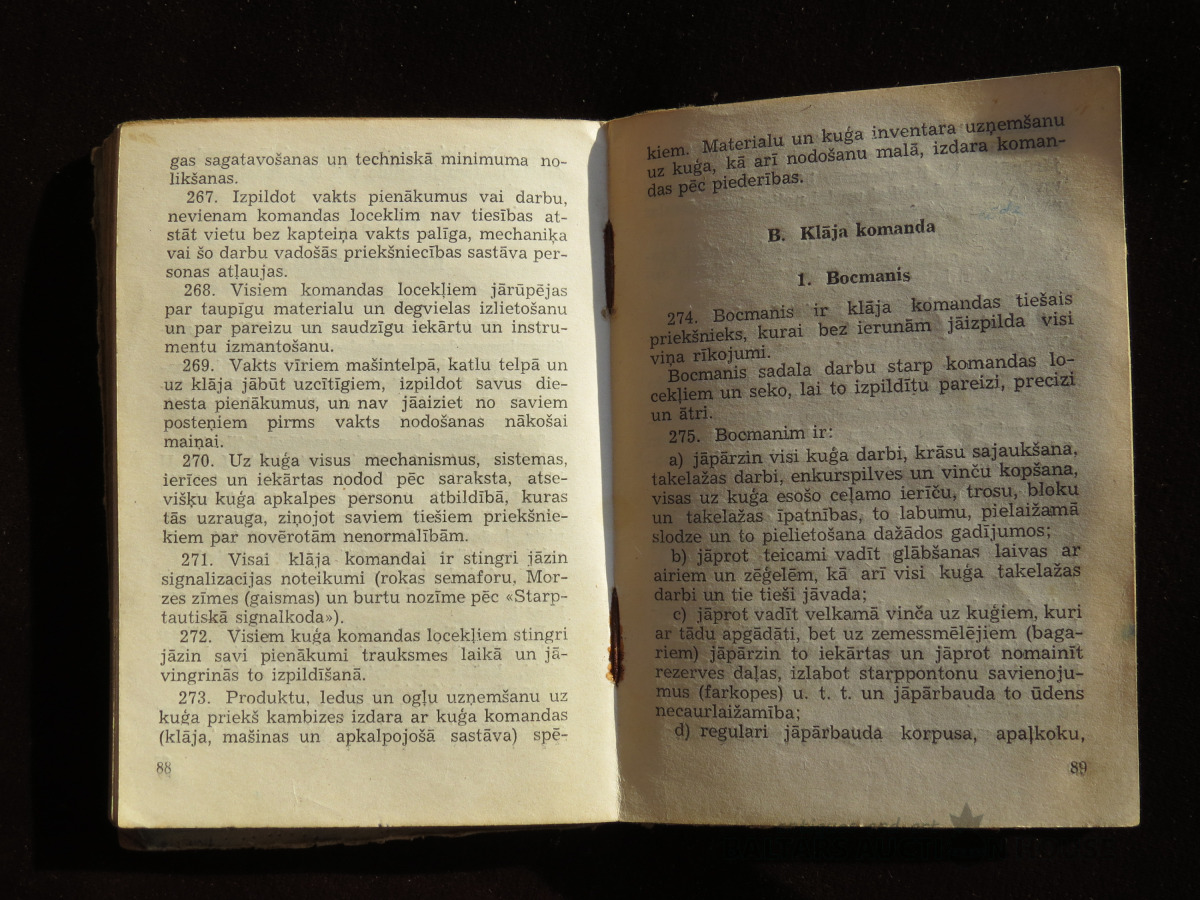 gas sagatavošanas un techniskā minimuma no-
likšanas.
267. Izpildot vakts pienākumus vai darbu,
nevienam komandas loceklim nav tiesības at-
stāt vietu bez kapteiņa vakts palīga, mechaniķa
vai šo darbu vadošās priekšniecības sastāva per-
sonas atļaujas.
268. Visiem komandas locekļiem jārūpējas
par taupīgu materialu un degvielas izlietošanu
un par pareizu un saudzīgu iekārtu un instru-
mentu izmantošanu.
269. Vakts vīriem mašintelpā, katlu telpā un
uz klāja jābūt uzcītīgiem, izpildot savus die-
nesta pienākumus, un nav jāaiziet no saviem
posteņiem pirms vakts nodošanas nākošai
maiņai.
270. Uz kuģa visus mechanismus, sistemas,
ierīces un iekārtas nodod pēc saraksta, atse-
višķu kuģa apkalpes personu atbildībā, kuras
tās uzrauga, ziņojot saviem tiešiem priekšnie-
kiem par novērotām nenormalībām.
271. Visai klāja komandai ir stingri jāzin
signalizacijas noteikumi (rokas semaforu, Mor-
zes zīmes (gaismas) un burtu nozīme pēc «Starp-
tautiskā signalkoda»).
272. Visiem kuģa komandas locekļiem stingri
jāzin savi pienākumi trauksmes laikā un jā-
vingrinās to izpildīšanā.
273. Produktu, ledus un ogļu uzņemšanu uz
kuģa priekš kambizes izdara ar kuģa komandas
(klāja, mašinas un apkalpojošā sastāva) spē-
88
kiem. Materialu un kuģa inventara uzņemšanu
uz kuģa, kā arī nodošanu malā, izdara koman-
das pēc piederības.
B. Klāja komanda
1. Bocmanis
274. Bocmanis ir klāja komandas tiešais
priekšnieks, kurai bez ierunām jāizpilda visi
viņa rīkojumi.
Bocmanis sadala darbu starp komandas lo-
cekļiem un seko, lai to izpildītu pareizi, precizi
un ātri.
275. Bocmanim ir:
a) jāpārzin visi kuģa darbi, krāsu sajaukšana,
takelažas darbi, enkurspilves un vinču kopšana,
visas uz kuģa esošo ceļamo ierīču, trosu, bloku
un takelažas īpatnības, to labumu, pielaižamā
slodze un to pielietošana dažādos gadījumos;
b) jāprot teicami vadīt glābšanas laivas ar
airiem un zēģelēm, kā arī visi kuģa takelažas
darbi un tie tieši jāvada;
c) jāprot vadīt velkamā vinča uz kuģiem, kuri
ar tādu apgādāti, bet uz zemessmēlējiem (baga-
riem) jāpārzin to iekārtas un jāprot nomainīt
rezerves daļas, izlabot starppontonu savienoju-
mus (farkopes) u. t. t. un jāpārbauda to ūdens
necaurlaižamība;
d) regulari jāpārbauda korpusa, apaļkoku,
89